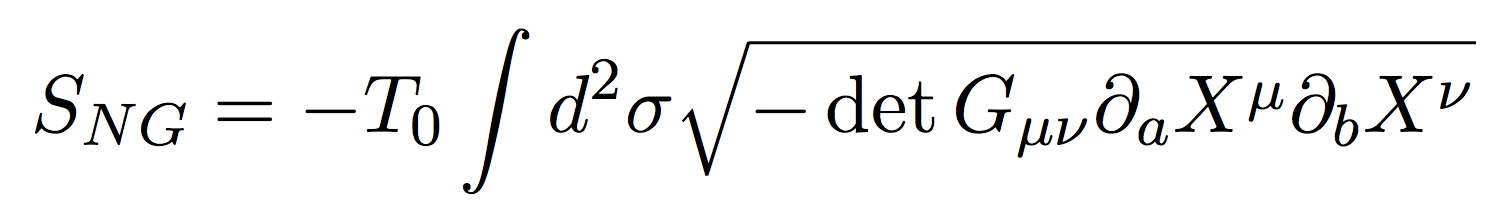 S_{NG} = -T_0 \int d^2\sigma \sqrt{-\det G_{\mu\nu} \partial_a X^\mu \partial_b X^\nu}